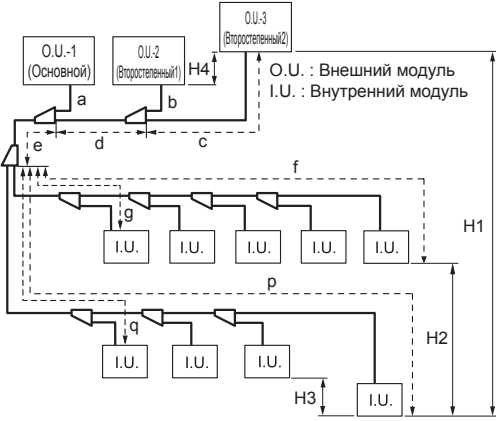 O.U.-3
(Второстепенный2)
O.U.-1
(Основной)
O.U.-2
(Второстепенный1)
H4
O.U. : Внешний модуль
I.U. : Внутренний модуль
a
b
e
d
c
f
H1
g
I.U.
I.U.
I.U.
I.U.
I.U.
p
H2
q
I.U.
I.U.
I.U.
H3
I.U.